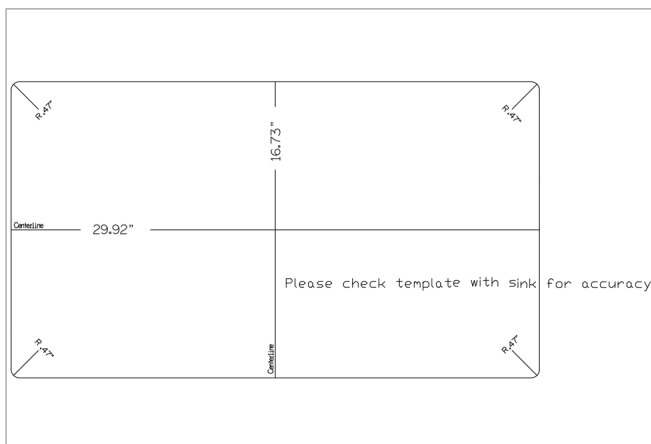 R.47"
R.47"
16.73"
Centerline
29.92"
Please check template with sink for accuracy
Centerline
R.47"
R.47"